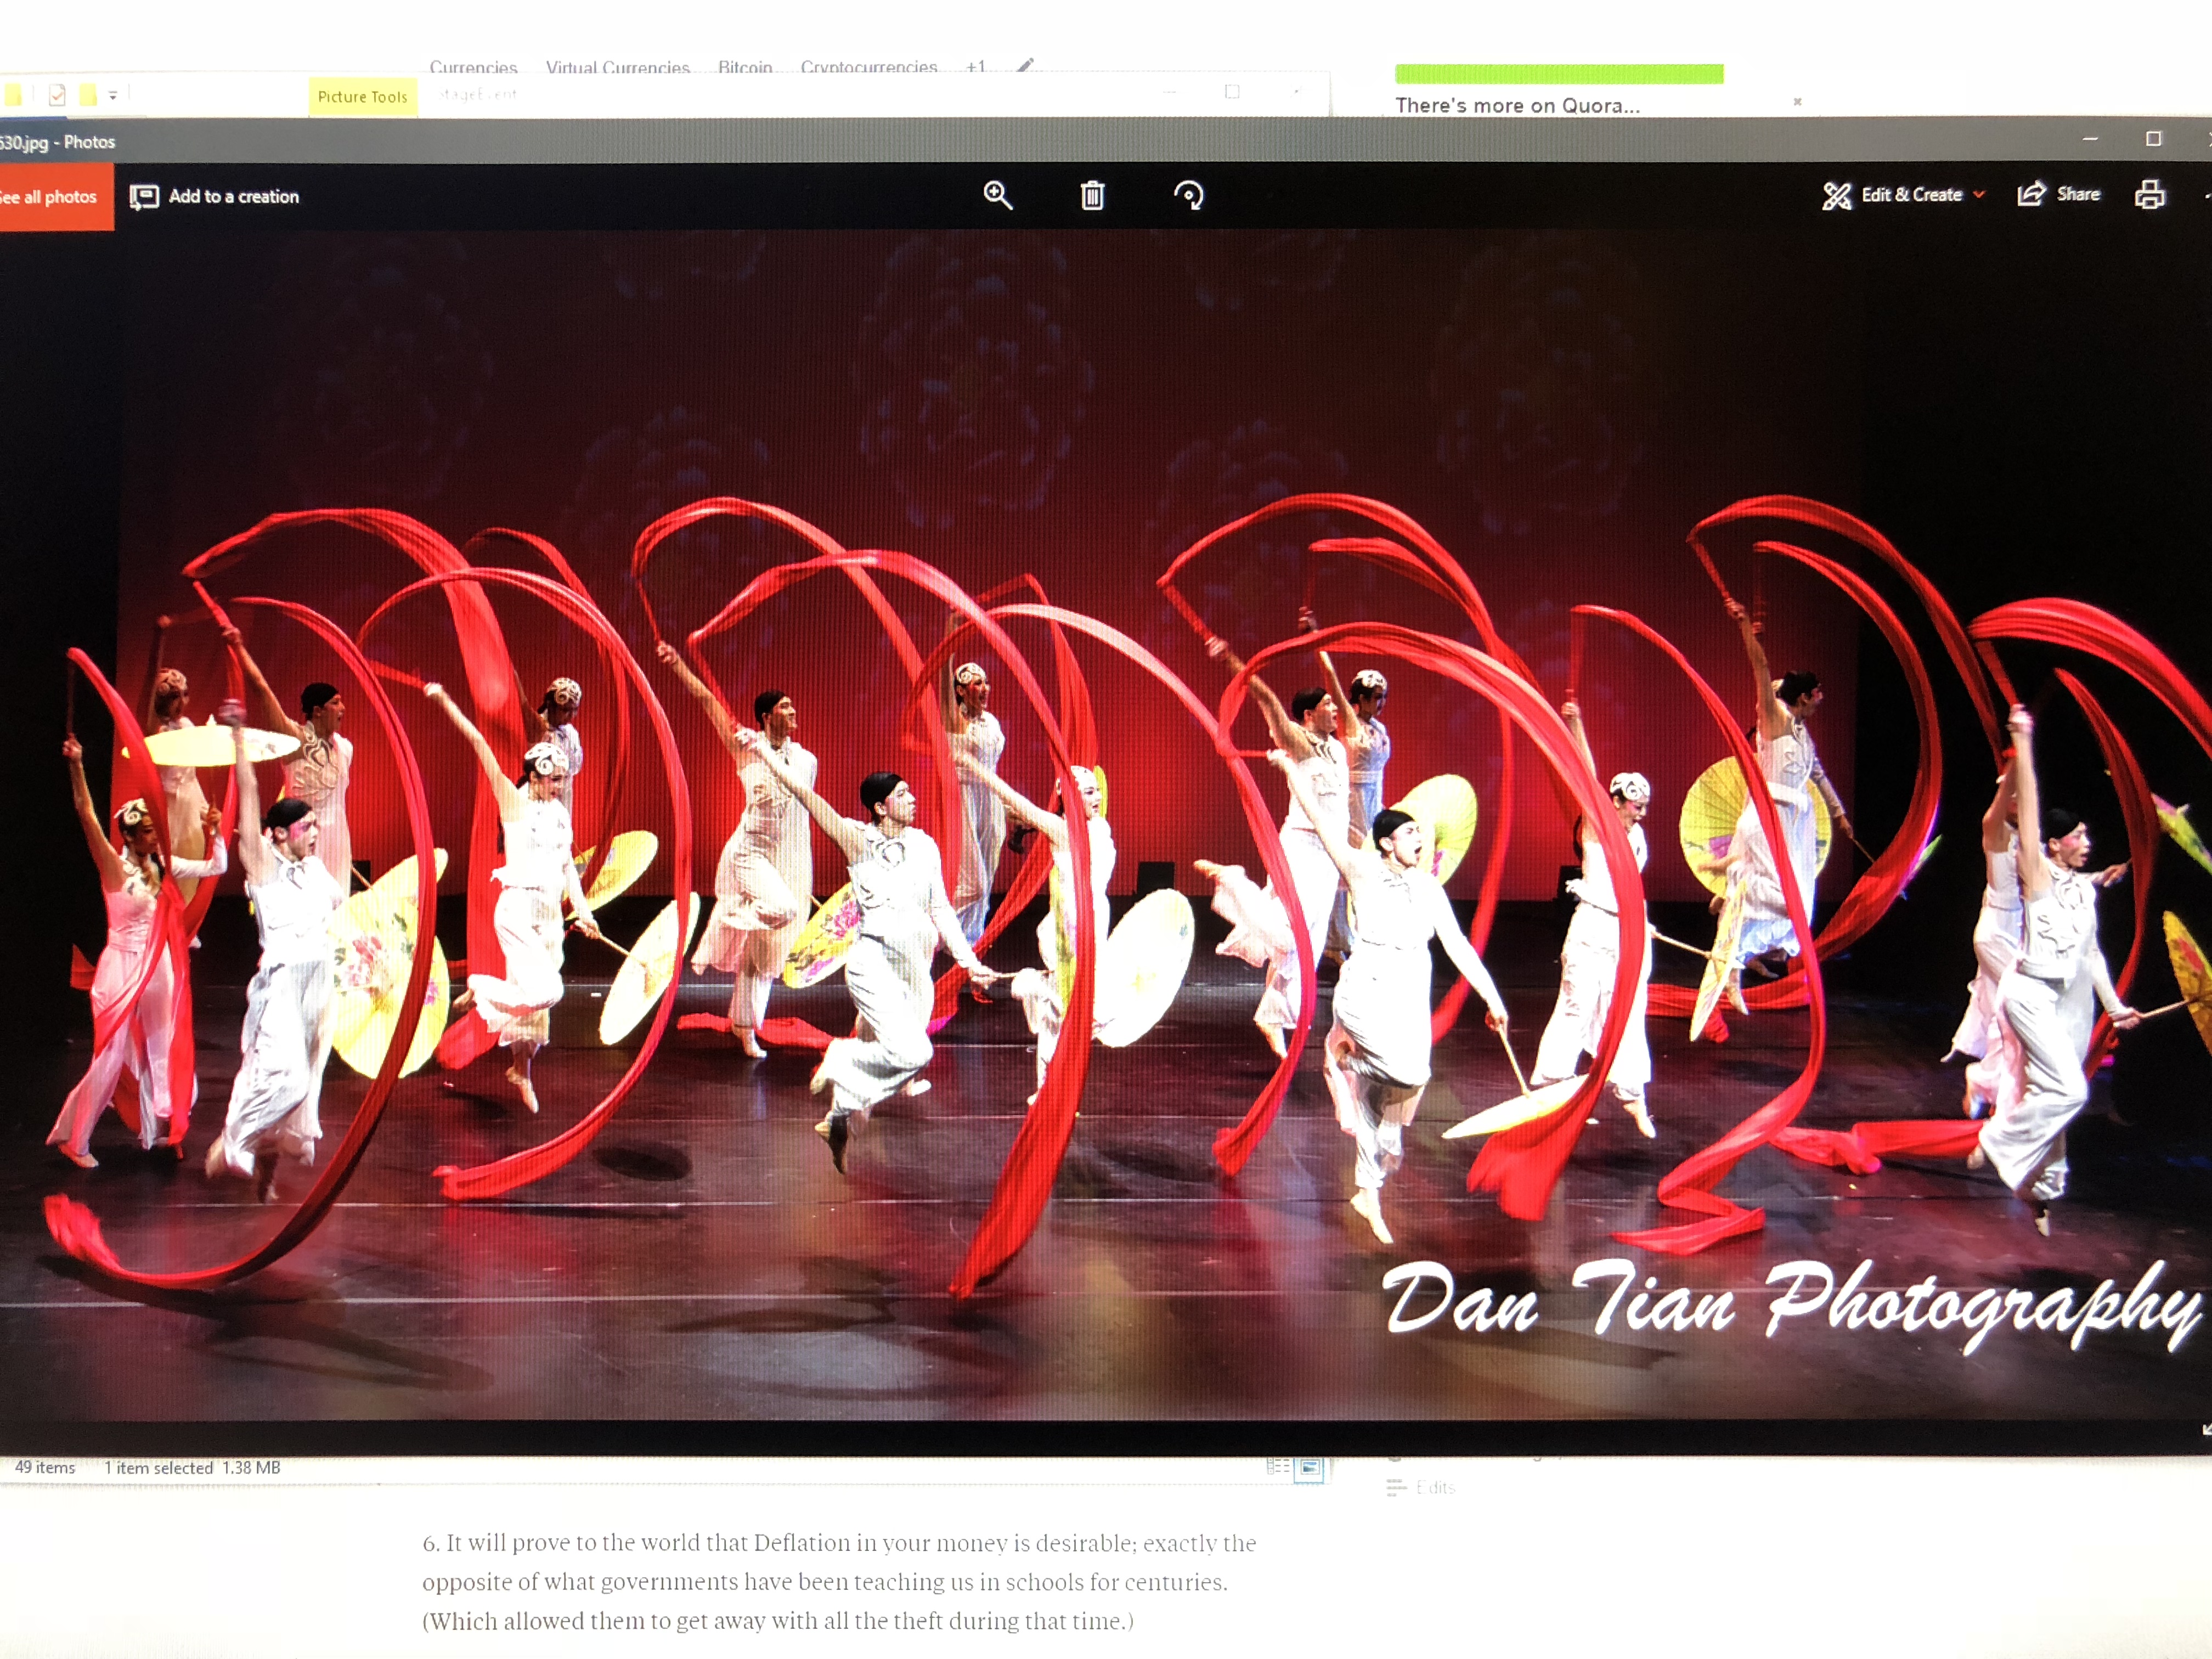 Currencies Virtual Currencies Bitcoin Cryptocurrencies +1
Picture Tools StageEvent
There's more on Quora...
630.jpg - Photos
See all photos
Add to a creation
Edit & Create
Share
Dan Tian Photography
49 items 1 item selected 1.38 MB
Edits
6. It will prove to the world that Deflation in your money is desirable; exactly the
opposite of what governments have been teaching us in schools for centuries.
(Which allowed them to get away with all the theft during that time.)